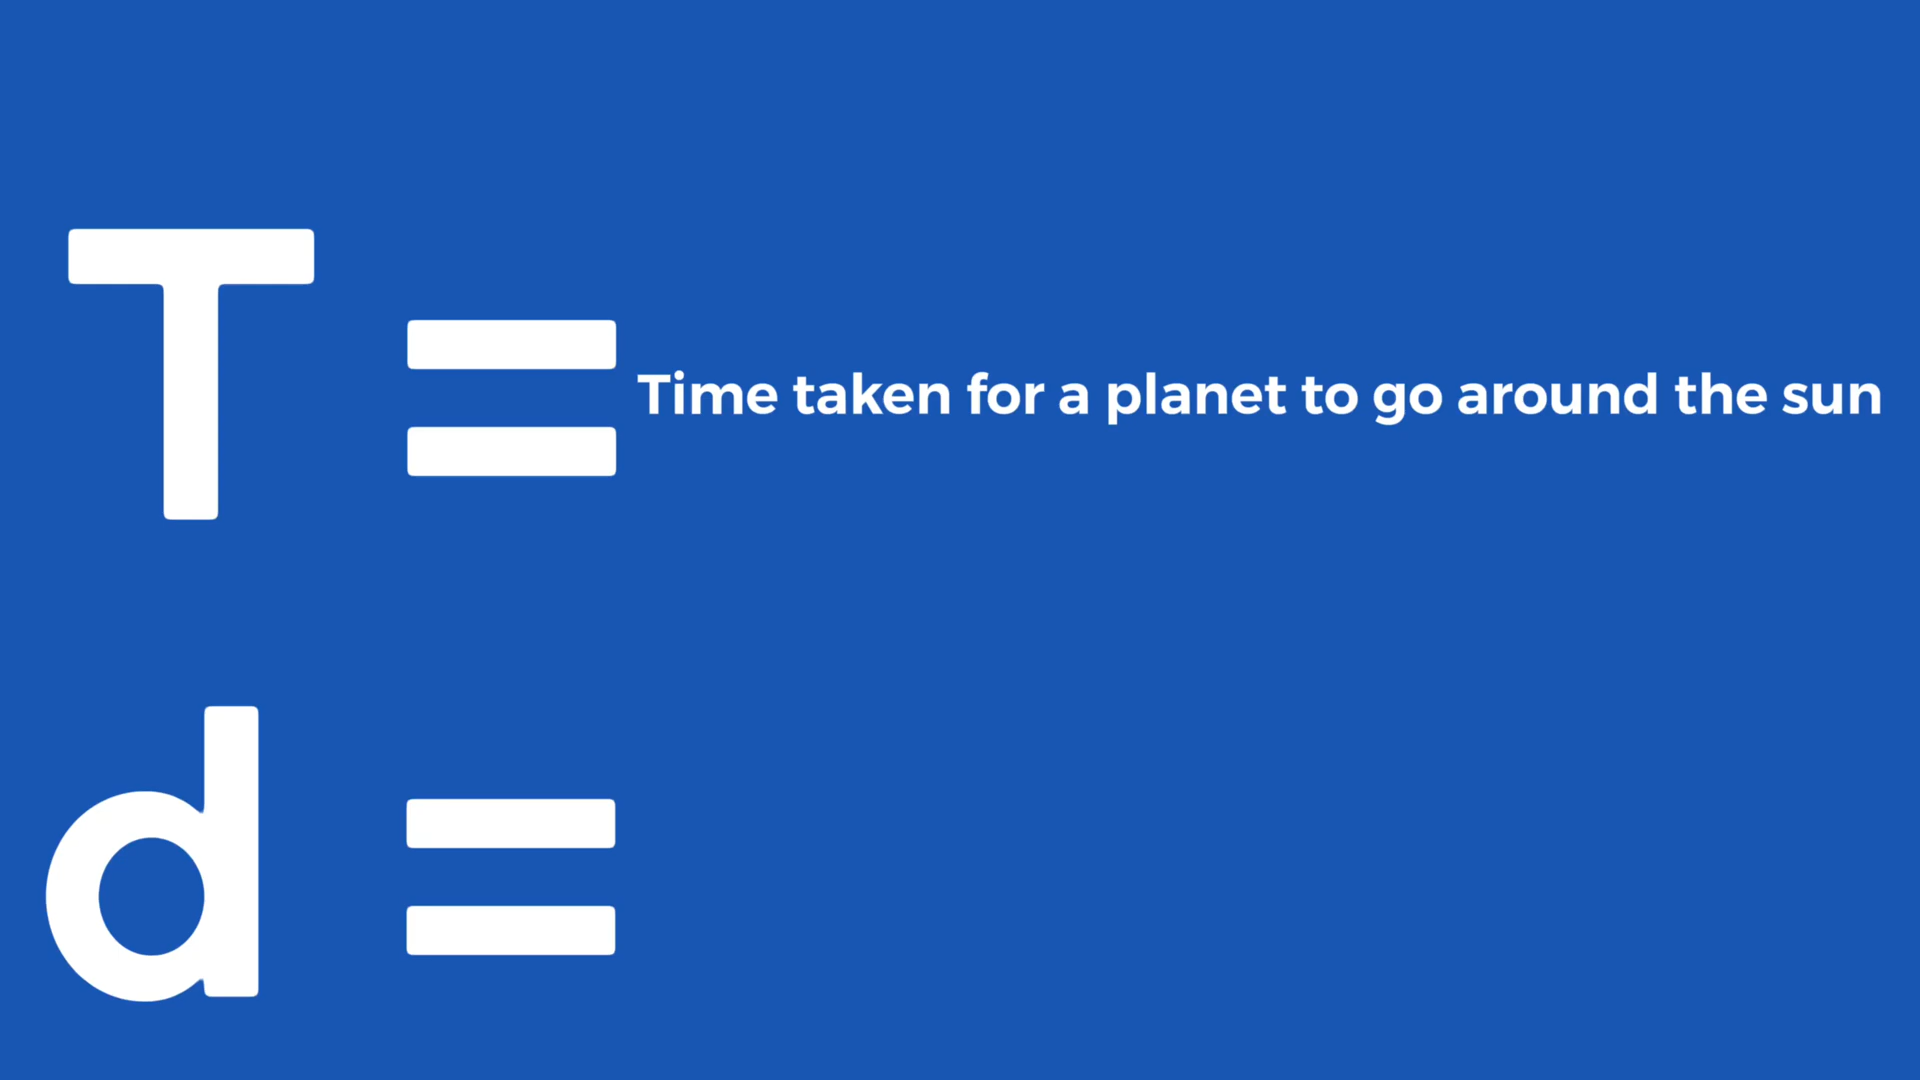 T = Time taken for a planet to go around the sun
d =